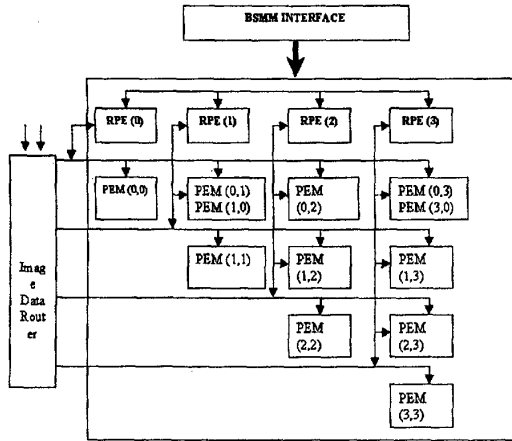 BSMM INTERFACE
RPE (0)
RPE (1)
RPE (2)
RPE (3)
PEM (0,0)
PEM (0,1)
PEM (1,0)
PEM
(0,2)
PEM (0,3)
PEM (3,0)
PEM (1,1)
PEM
(1,2)
PEM
(1,3)
Imag
e
Data
Rout
er
PEM
(2,2)
PEM
(2,3)
PEM
(3,3)